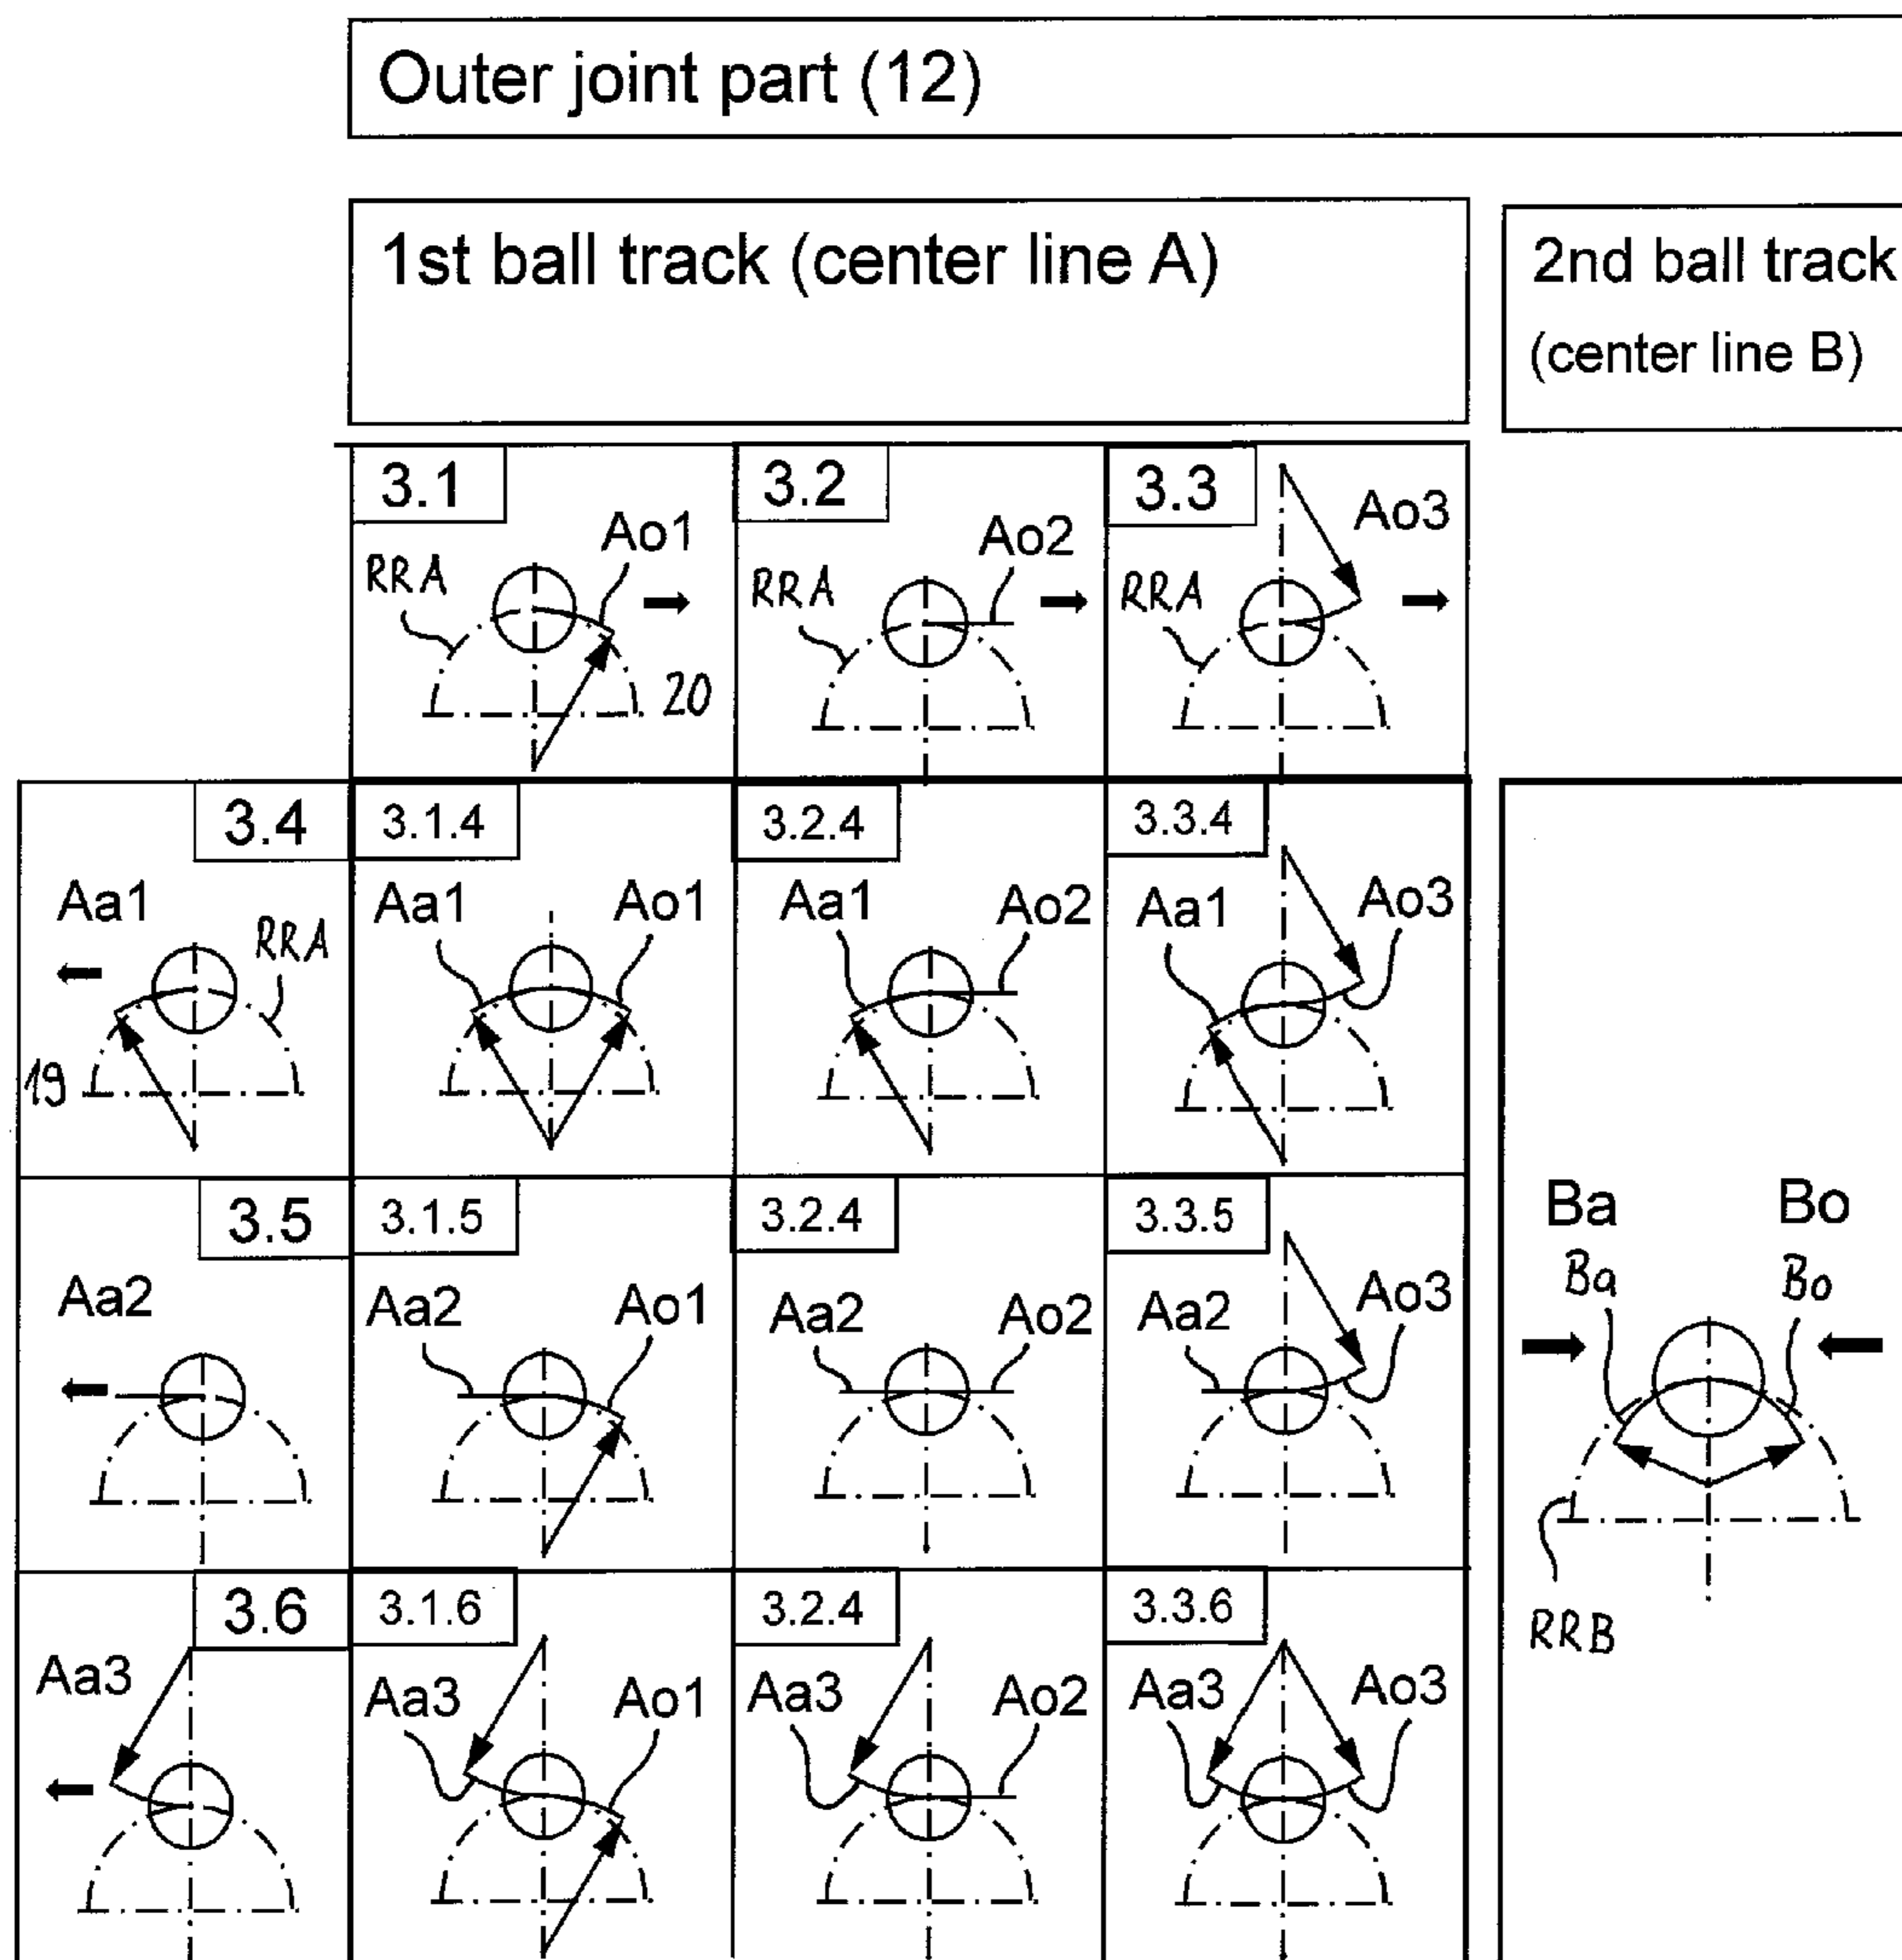 Outer joint part (12)
1st ball track (center line A)
2nd ball track
(center line B)
3.1
Ao1
RRA
20
3.2
Ao2
RRA
3.3
Ao3
RRA
3.4
Aa1
RRA
19
3.1.4
Aa1 Ao1
3.2.4
Aa1 Ao2
3.3.4
Aa1 Ao3
3.5
Aa2
3.1.5
Aa2 Ao1
3.2.4
Aa2 Ao2
3.3.5
Aa2 Ao3
3.6
Aa3
3.1.6
Aa3 Ao1
3.2.4
Aa3 Ao2
3.3.6
Aa3 Ao3
Ba Bo
Ba Bo
RRB